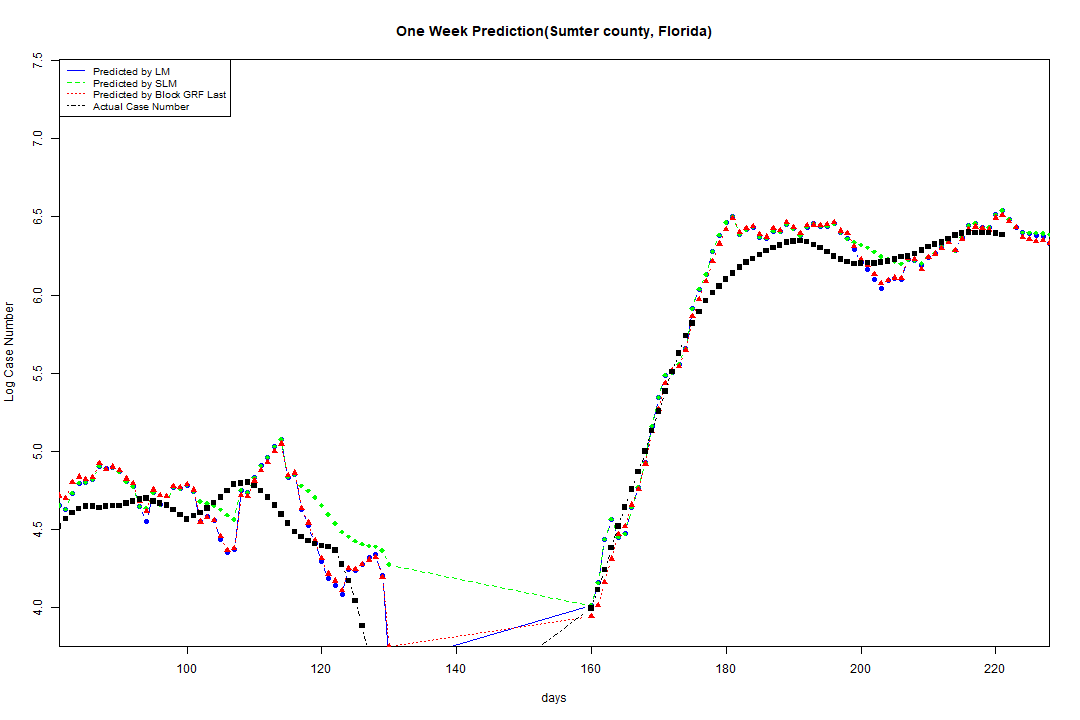 One Week Prediction(Sumter county, Florida)
7.5
Predicted by LM
Predicted by SLM
Predicted by Block GRF Last
Actual Case Number
7.0
6.5
6.0
5.5
5.0
4.5
4.0
Log Case Number
100 120 140 160 180 200 220
days